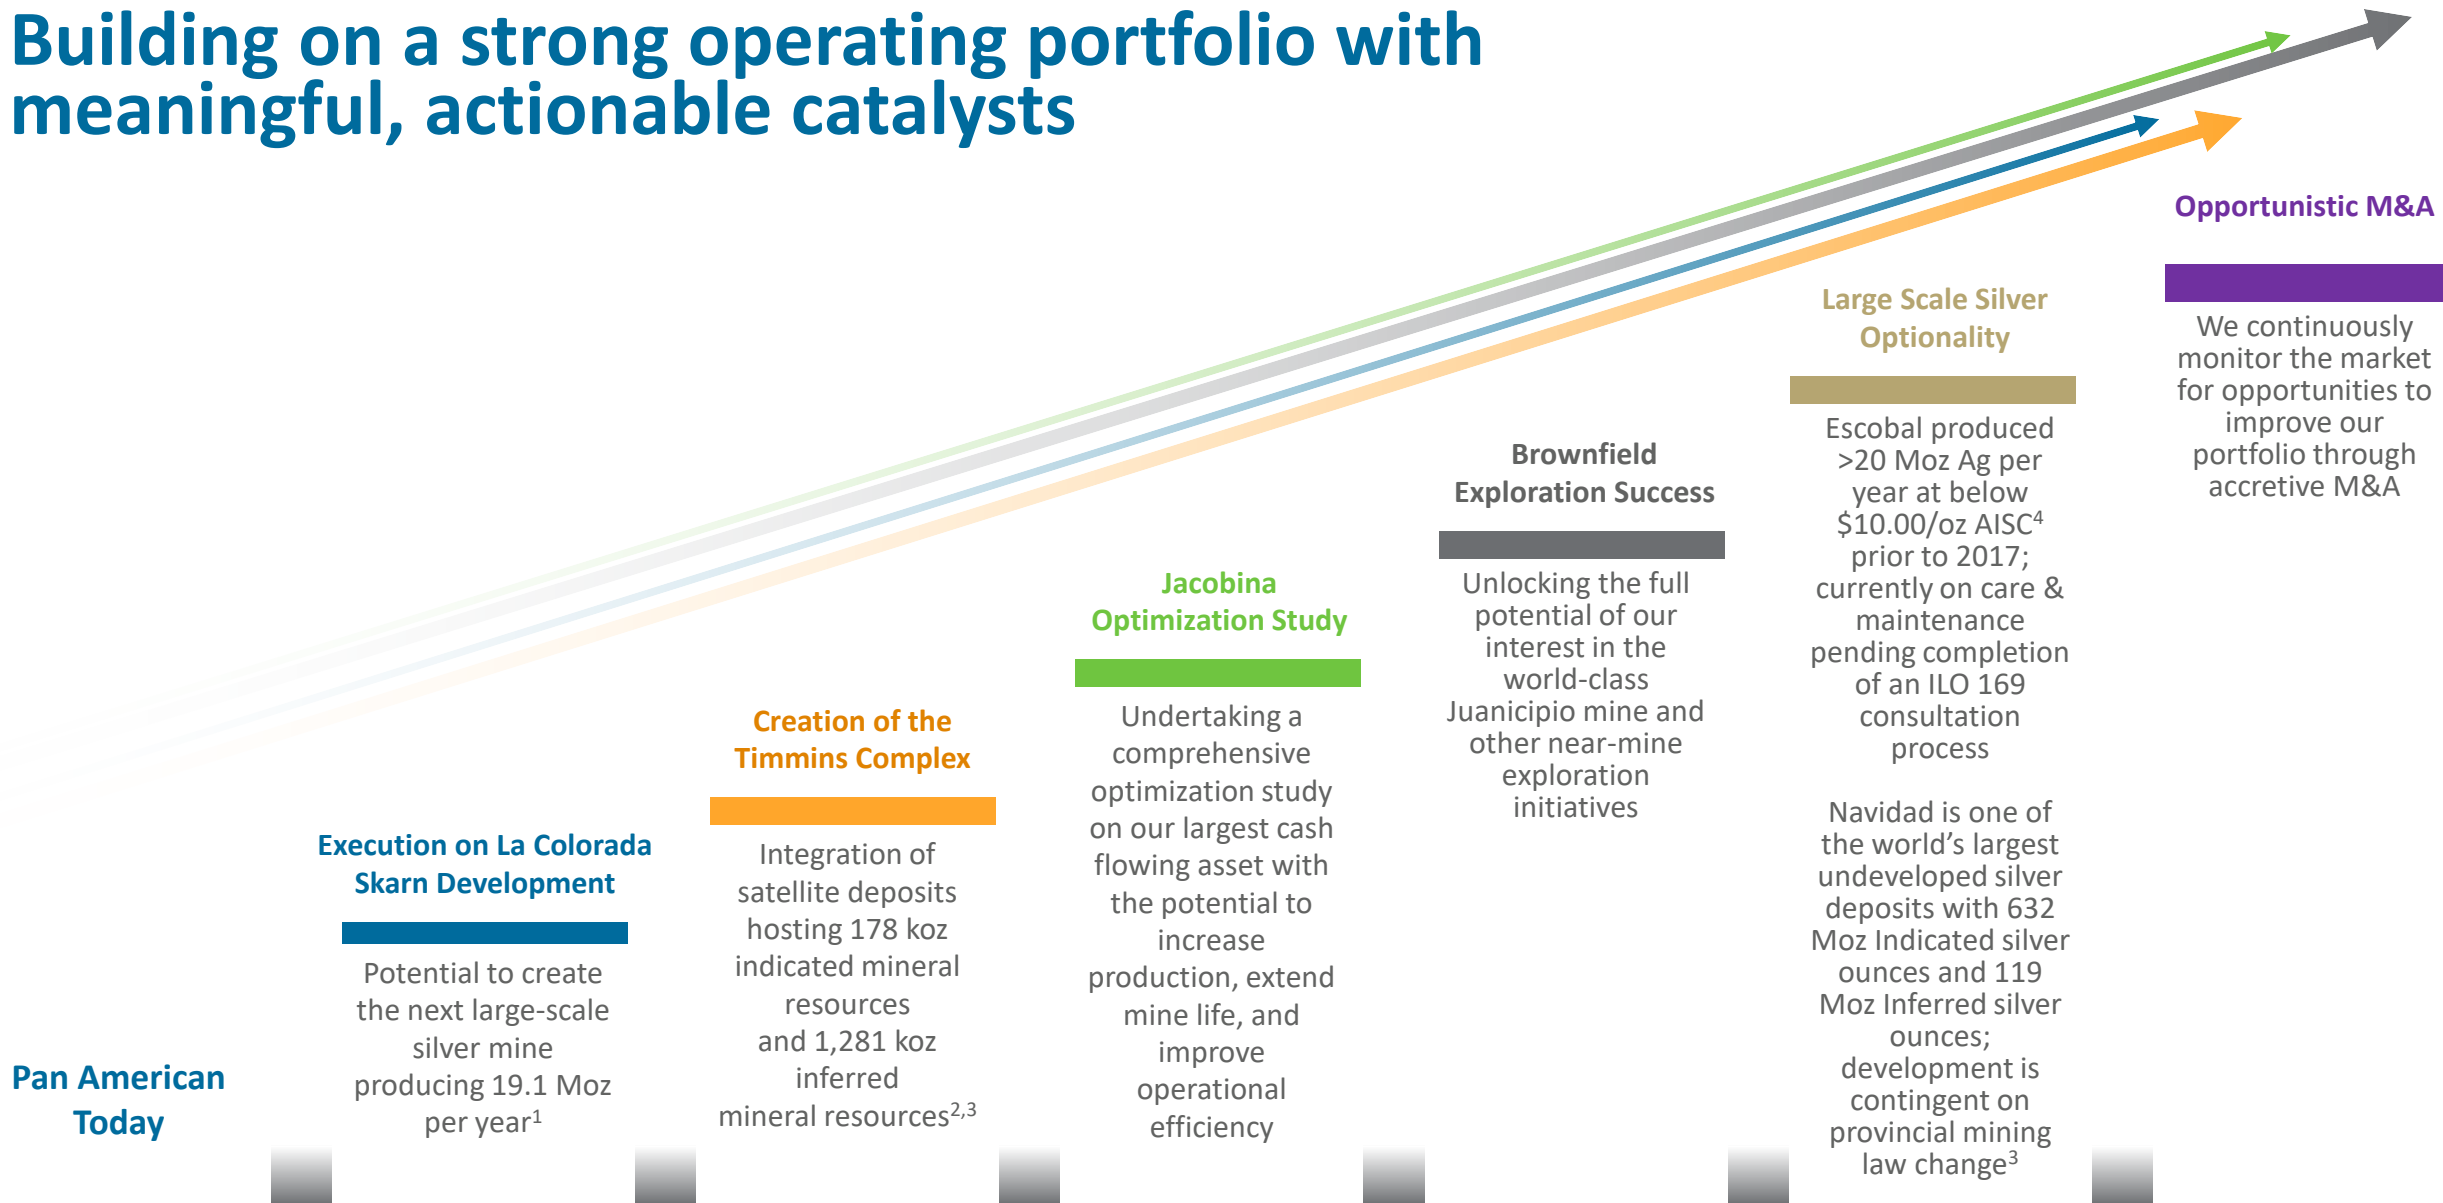 Building on a strong operating portfolio with
meaningful, actionable catalysts
Pan American
Today
Execution on La Colorada
Skarn Development
Potential to create
the next large-scale
silver mine
producing 19.1 Moz
per year¹
Creation of the
Timmins Complex
Integration of
satellite deposits
hosting 178 koz
indicated mineral
resources
and 1,281 koz
inferred
mineral resources²,³
Jacobina
Optimization Study
Undertaking a
comprehensive
optimization study
on our largest cash
flowing asset with
the potential to
increase
production, extend
mine life, and
improve
operational
efficiency
Brownfield
Exploration Success
Unlocking the full
potential of our
interest in the
world-class
Juanicipio mine and
other near-mine
exploration
initiatives
Large Scale Silver
Optionality
Escobal produced
>20 Moz Ag per
year at below
$10.00/oz AISC⁴
prior to 2017;
currently on care &
maintenance
pending completion
of an ILO 169
consultation
process
Navidad is one of
the world’s largest
undeveloped silver
deposits with 632
Moz Indicated silver
ounces and 119
Moz Inferred silver
ounces;
development is
contingent on
provincial mining
law change³
Opportunistic M&A
We continuously
monitor the market
for opportunities to
improve our
portfolio through
accretive M&A